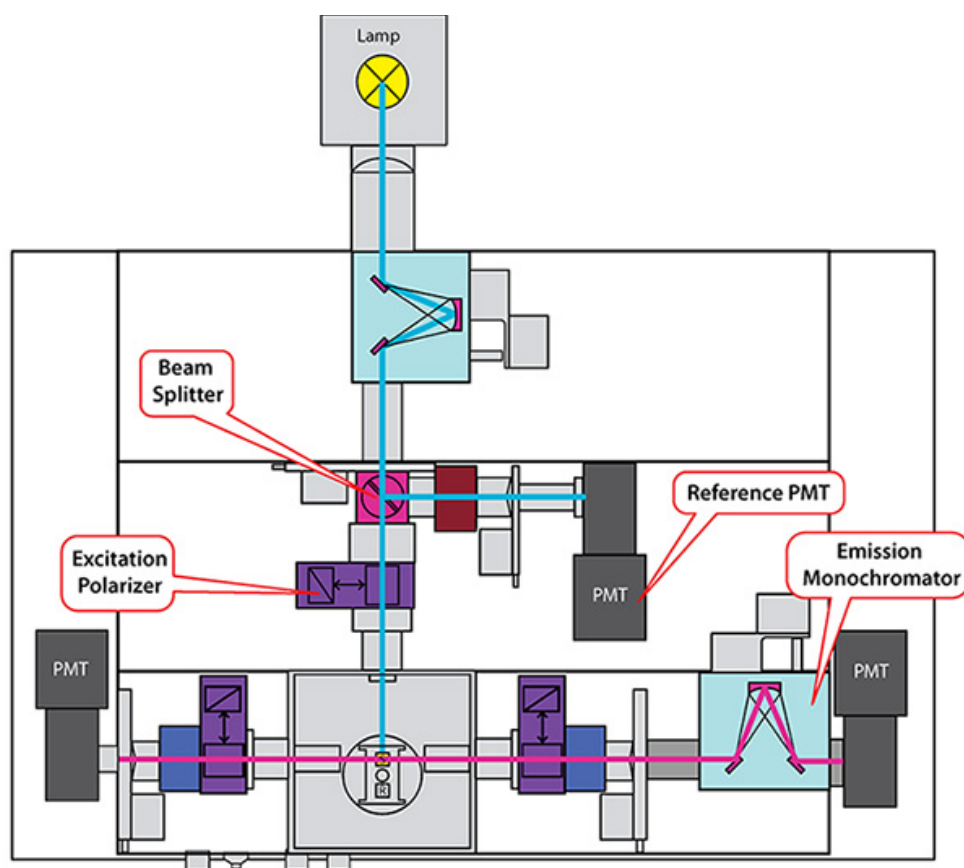 Lamp
Beam
Splitter
Reference PMT
Excitation
Polarizer
Emission
Monochromator
PMT
PMT
PMT
R